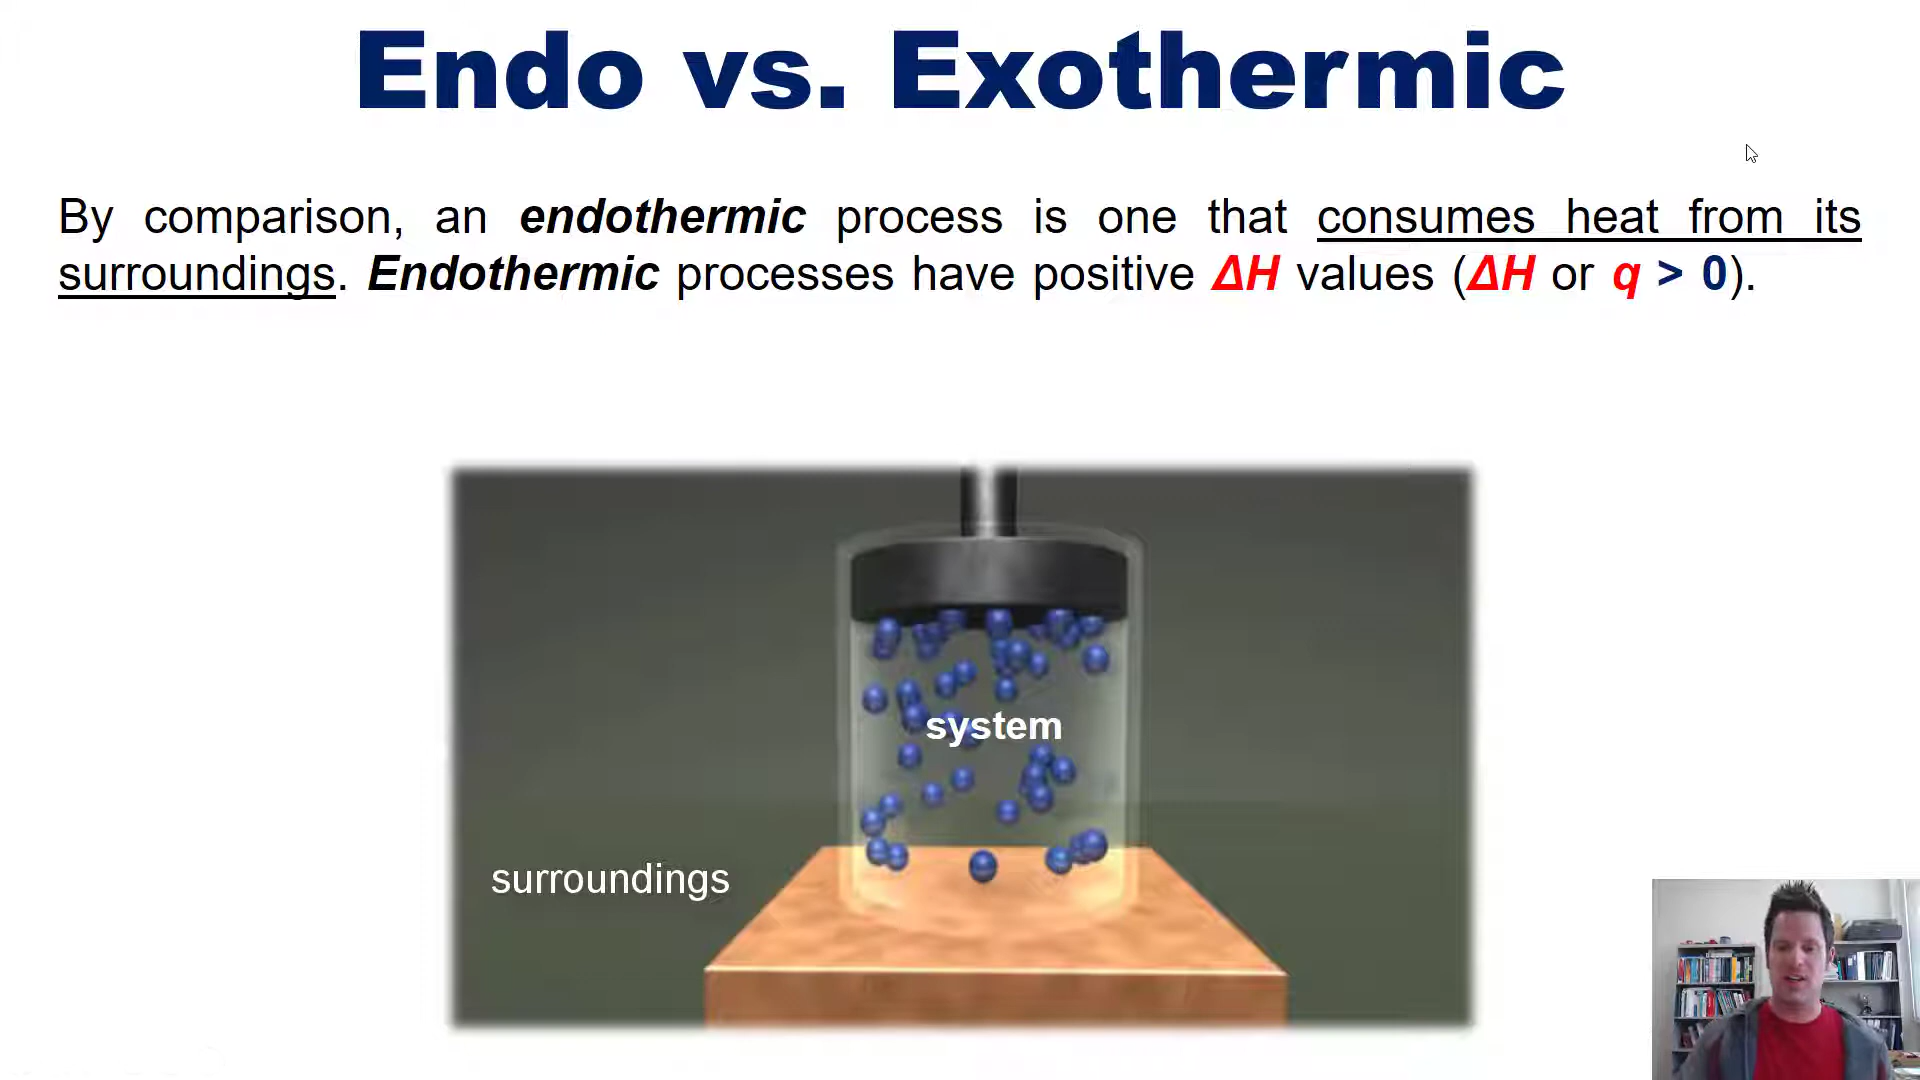 Endo vs. Exothermic
By comparison, an endothermic process is one that consumes heat from its
surroundings. Endothermic processes have positive ΔH values (ΔH or q > 0).
system
surroundings